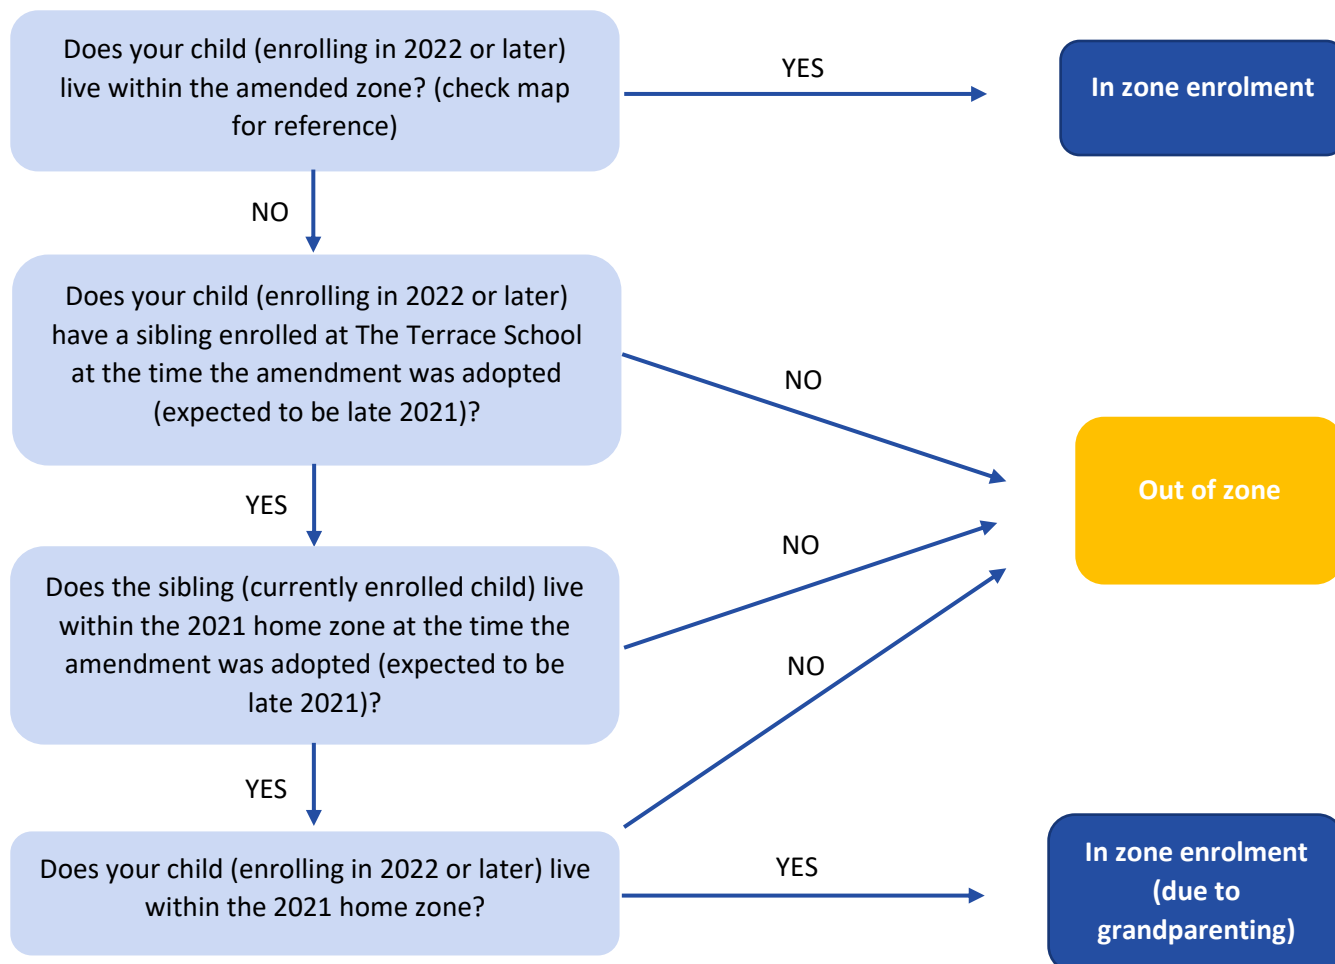 Does your child (enrolling in 2022 or later)
live within the amended zone? (check map
for reference)
YES
In zone enrolment
NO
Does your child (enrolling in 2022 or later)
have a sibling enrolled at The Terrace School
at the time the amendment was adopted
(expected to be late 2021)?
NO
Out of zone
YES
Does the sibling (currently enrolled child) live
within the 2021 home zone at the time the
amendment was adopted (expected to be
late 2021)?
NO
NO
YES
Does your child (enrolling in 2022 or later) live
within the 2021 home zone?
YES
In zone enrolment
(due to
grandparenting)